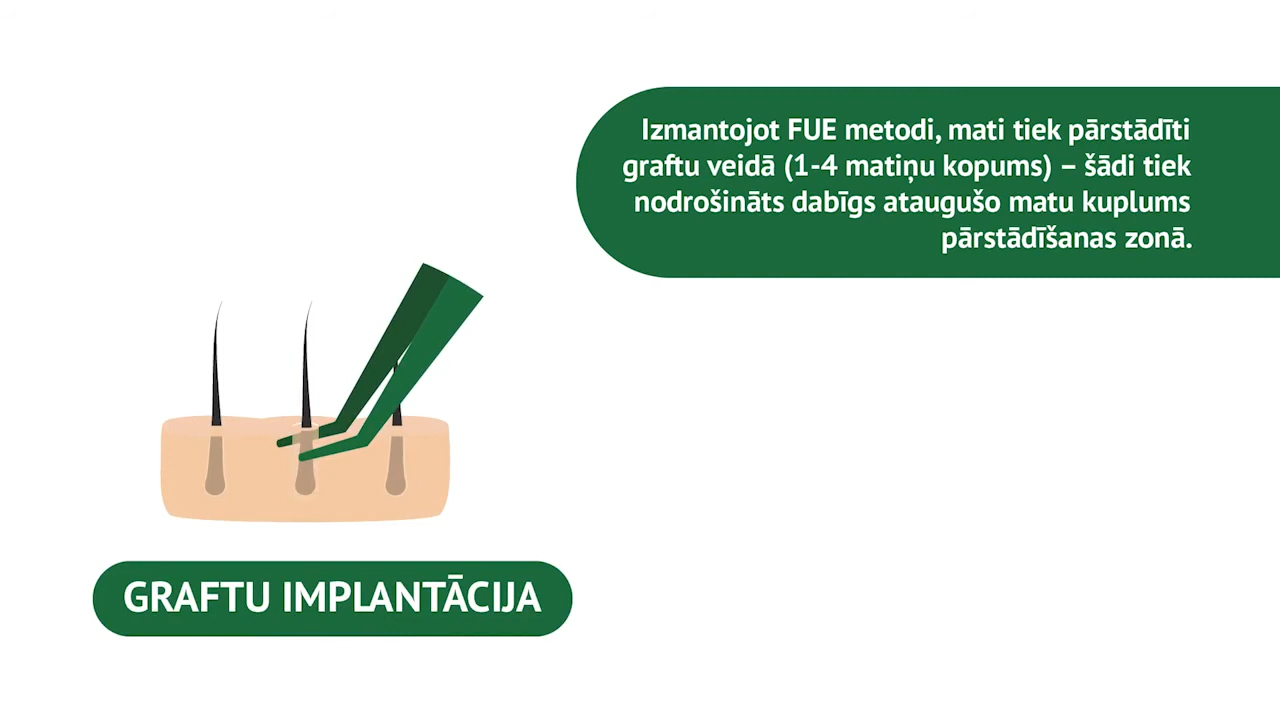 Izmantojot FUE metodi, mati tiek pārstādīti
graftu veidā (1-4 matiņu kopums) – šādi tiek
nodrošināts dabīgs ataugušo matu kuplums
pārstādīšanas zonā.
GRAFTU IMPLANTĀCIJA